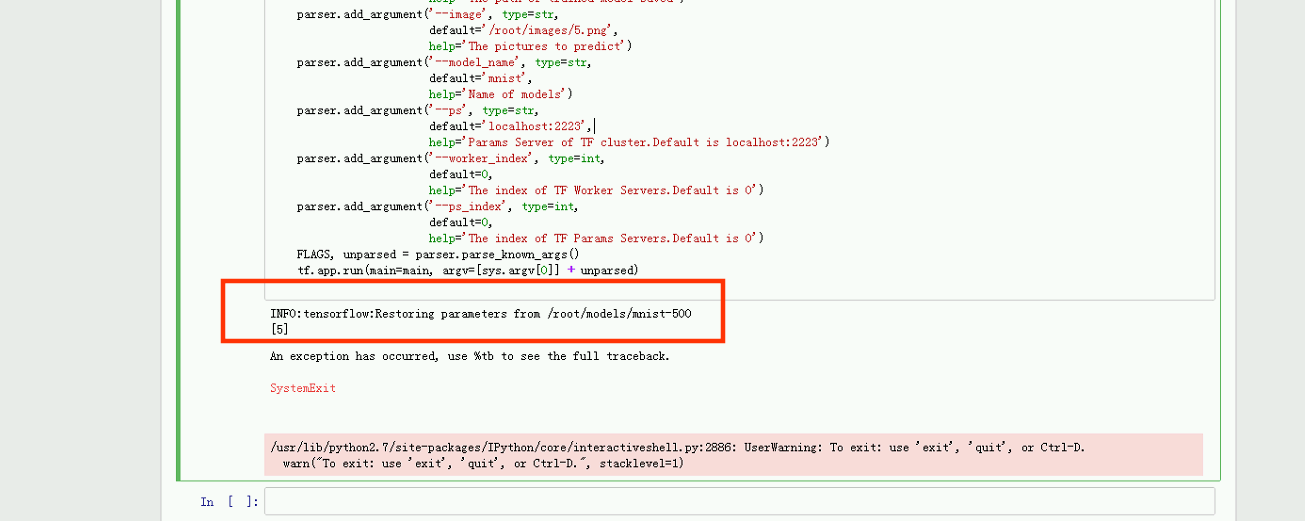 help='The path of trained model saved')
parser.add_argument('--image', type=str,
default='/root/images/5.png',
help='The pictures to predict')
parser.add_argument('--model_name', type=str,
default='mnist',
help='Name of models')
parser.add_argument('--ps', type=str,
default='localhost:2223',
help='Params Server of TF cluster.Default is localhost:2223')
parser.add_argument('--worker_index', type=int,
default=0,
help='The index of TF Worker Servers.Default is 0')
parser.add_argument('--ps_index', type=int,
default=0,
help='The index of TF Params Servers.Default is 0')
FLAGS, unparsed = parser.parse_known_args()
tf.app.run(main=main, argv=[sys.argv[0]] + unparsed)
INFO:tensorflow:Restoring parameters from /root/models/mnist-500
[5]
An exception has occurred, use %tb to see the full traceback.
SystemExit
/usr/lib/python2.7/site-packages/IPython/core/interactiveshell.py:2886: UserWarning: To exit: use 'exit', 'quit', or Ctrl-D.
warn("To exit: use 'exit', 'quit', or Ctrl-D.", stacklevel=1)
In [ ]: